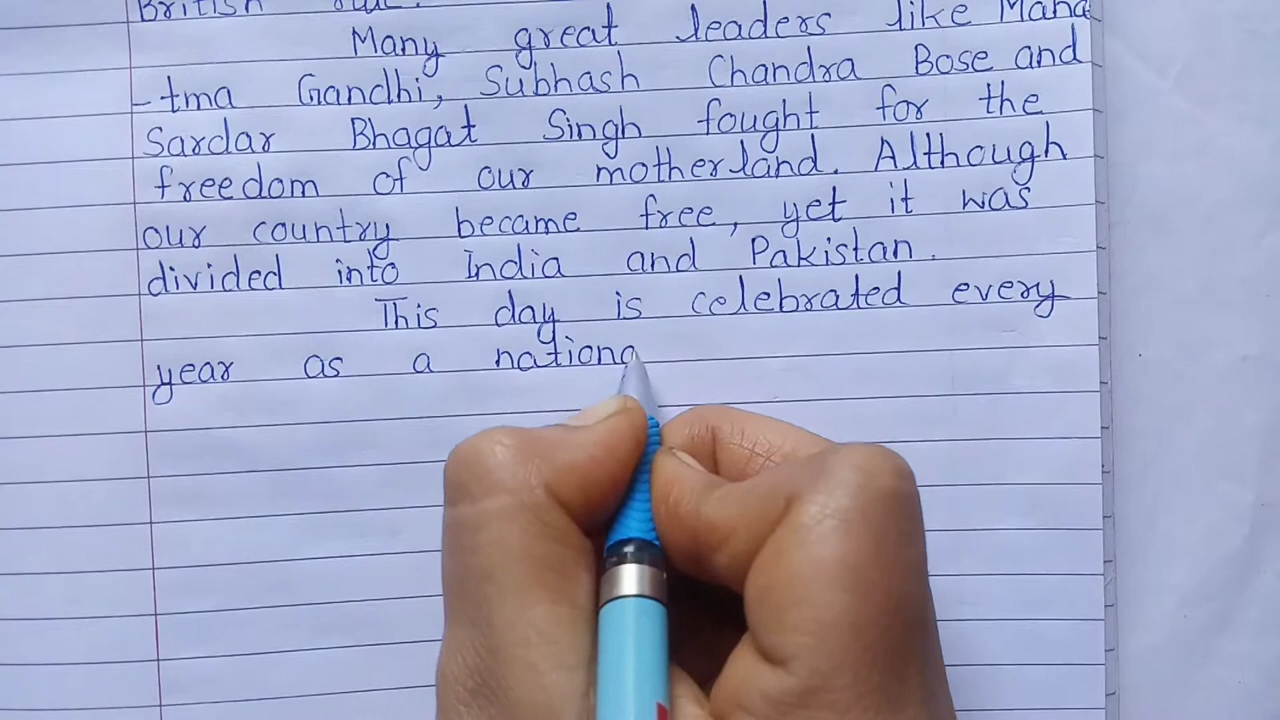 British rule.
Many great leaders like Maha
-tma Gandhi, Subhash Chandra Bose and
Sardar Bhagat Singh fought for the
freedom of our motherland. Although
our country became free, yet it was
divided into India and Pakistan.
This day is celebrated every
year as a nationa